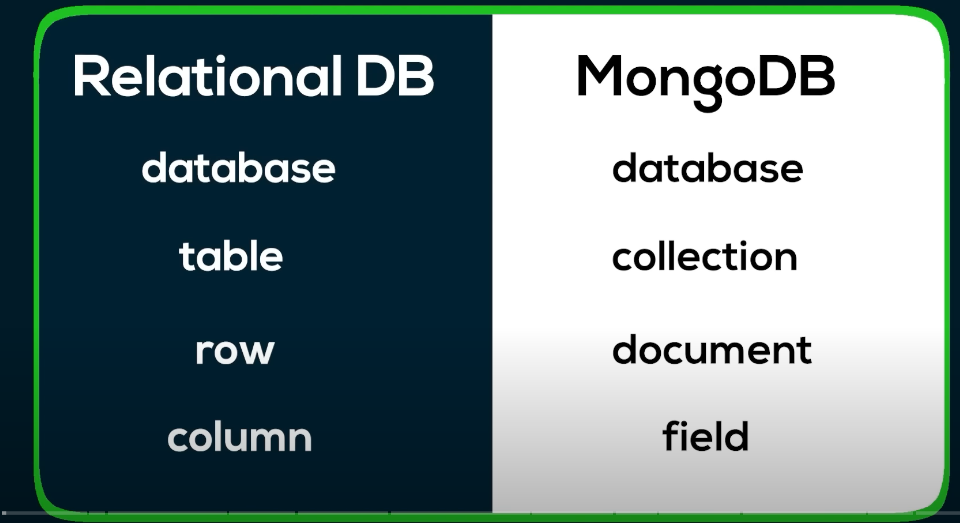 Relational DB
MongoDB
database
database
table
collection
row
document
column
field